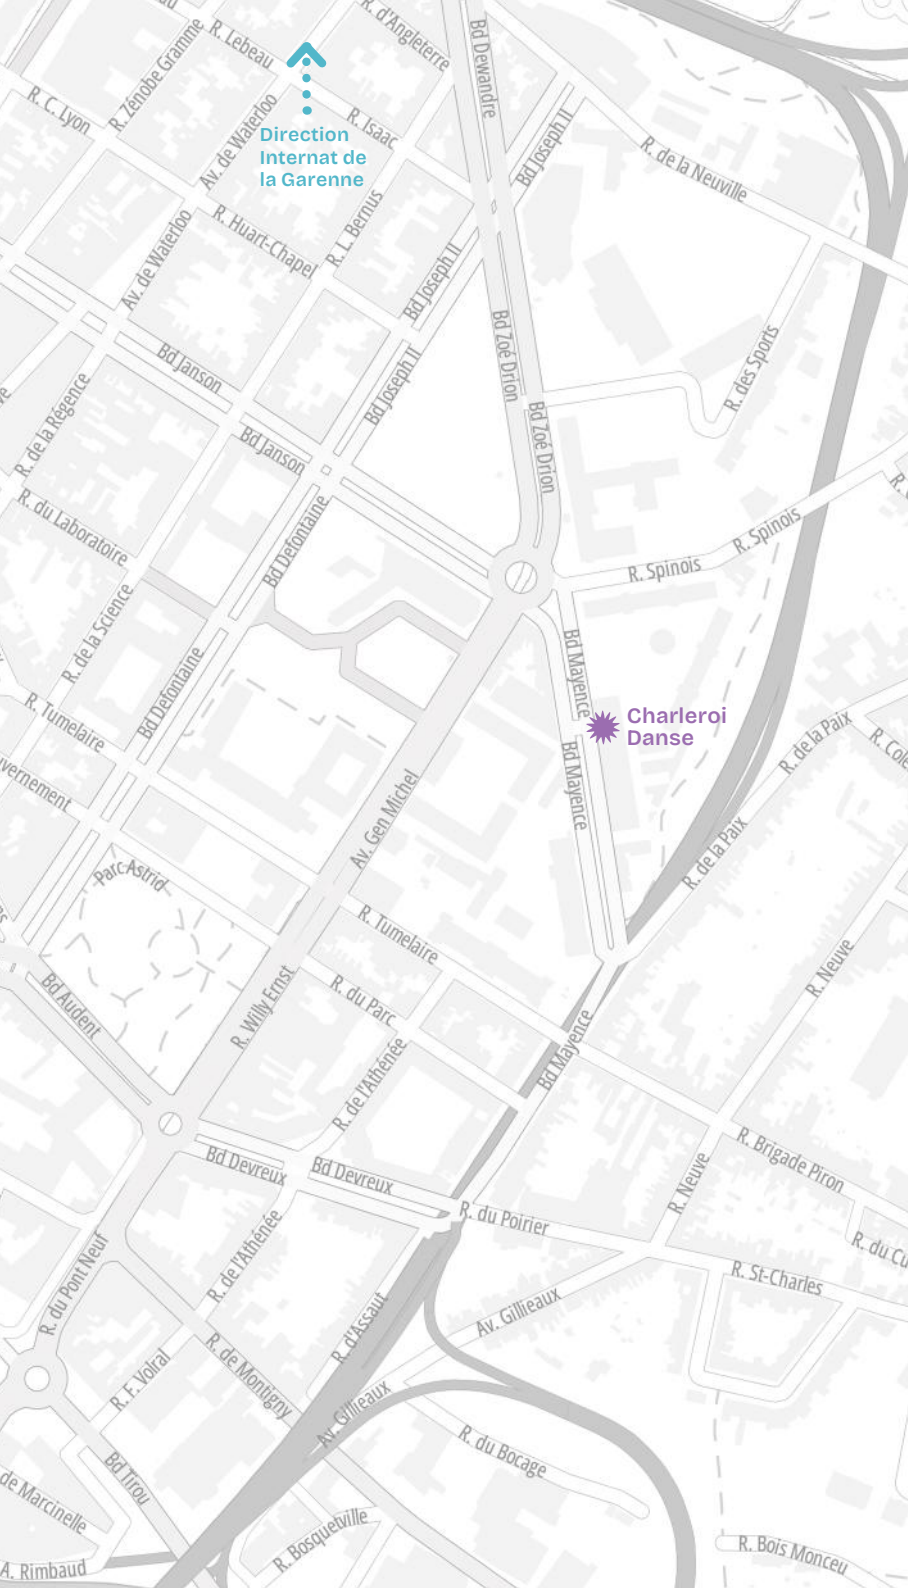 R. d'Angleterre
R. Lebeau
R. Zénobe Gramme
Bd Dewandre
R. C. Lyon
Av. de Waterloo
R. Isaac
Direction
Internat de
la Garenne
Bd Joseph II
R. de la Neuville
R. L. Bernus
R. Huart-Chapel
Av. de Waterloo
Bd Joseph II
Bd Zoé Drion
R. des Sports
Bd Janson
Bd Joseph II
R. de la Régence
Bd Zoé Drion
Bd Janson
R. du Laboratoire
Bd Defontaine
R. Spinois
R. Spinois
R. de la Science
Bd Mayence
Bd Defontaine
R. Tumelaire
Charleroi
Danse
R. de la Paix
R. Cole
uvernement
Bd Mayence
Av. Gen Michel
R. de la Paix
Parc Astrid
R. Tumelaire
R. Neuve
R. Willy Ernst
Bd Audent
R. du Parc
Bd Mayence
R. de l'Athénée
Bd Devreux
Bd Devreux
R. Brigade Piron
R. Neuve
R. du Poirier
R. de l'Athénée
R. du Cu
R. du Pont Neuf
R. St-Charles
Av. Gillieaux
R. d'Assaut
R. F. Volral
R. de Montigny
Av. Gillieaux
R. du Bocage
Bd Tirou
de Marcinelle
R. Bosquetville
R. Bois Monceu
A. Rimbaud